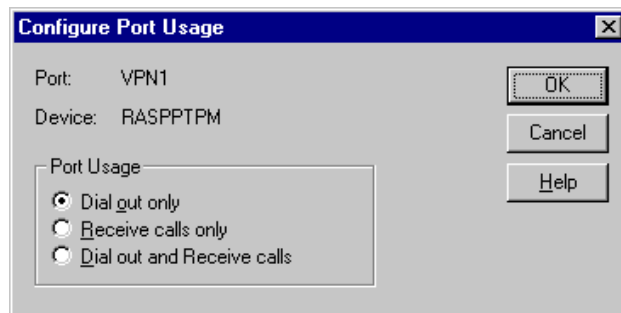 Configure Port Usage
Port: VPN1
Device: RASPPTPM
Port Usage
Dial out only
Receive calls only
Dial out and Receive calls
OK
Cancel
Help